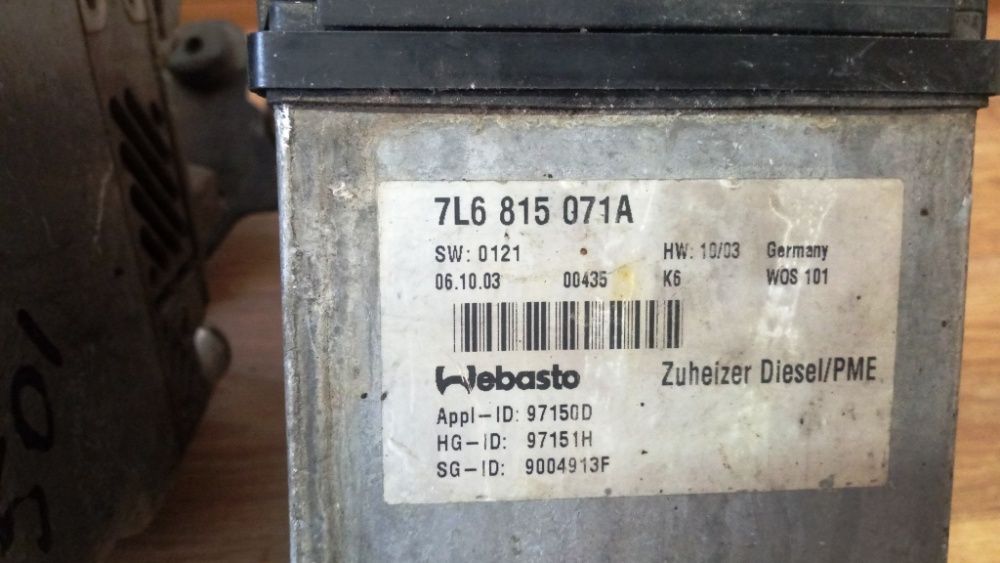 7L6 815 071A
SW: 0121 HW: 10/03 Germany
06.10.03 00435 K6 WOS 101
Webasto Zuheizer Diesel/PME
Appl-ID: 97150D
HG-ID: 97151H
SG-ID: 9004913F